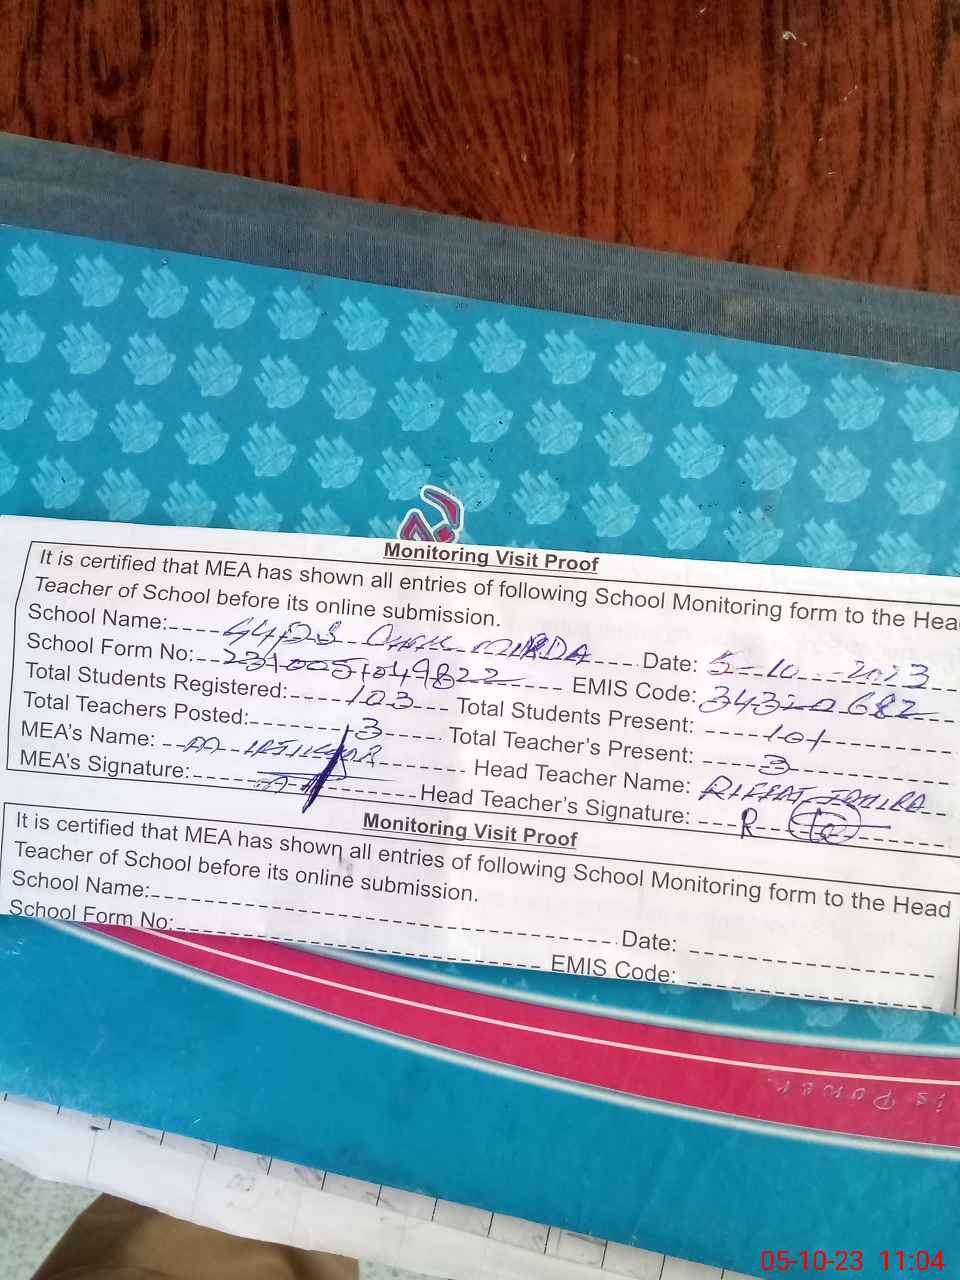 Monitoring Visit Proof
It is certified that MEA has shown all entries of following School Monitoring form to the Hea
Teacher of School before its online submission.
School Name: Date: 5-10-2023
School Form No: EMIS Code: 34320682
Total Students Registered: 103 Total Students Present: 101
Total Teachers Posted: 3 Total Teacher's Present: 3
MEA's Name: Head Teacher Name: RIFFAT
MEA's Signature: Head Teacher's Signature: R
Monitoring Visit Proof
It is certified that MEA has shown all entries of following School Monitoring form to the Head
Teacher of School before its online submission.
School Name: Date:
School Form No: EMIS Code:
is Power
05-10-23 11:04